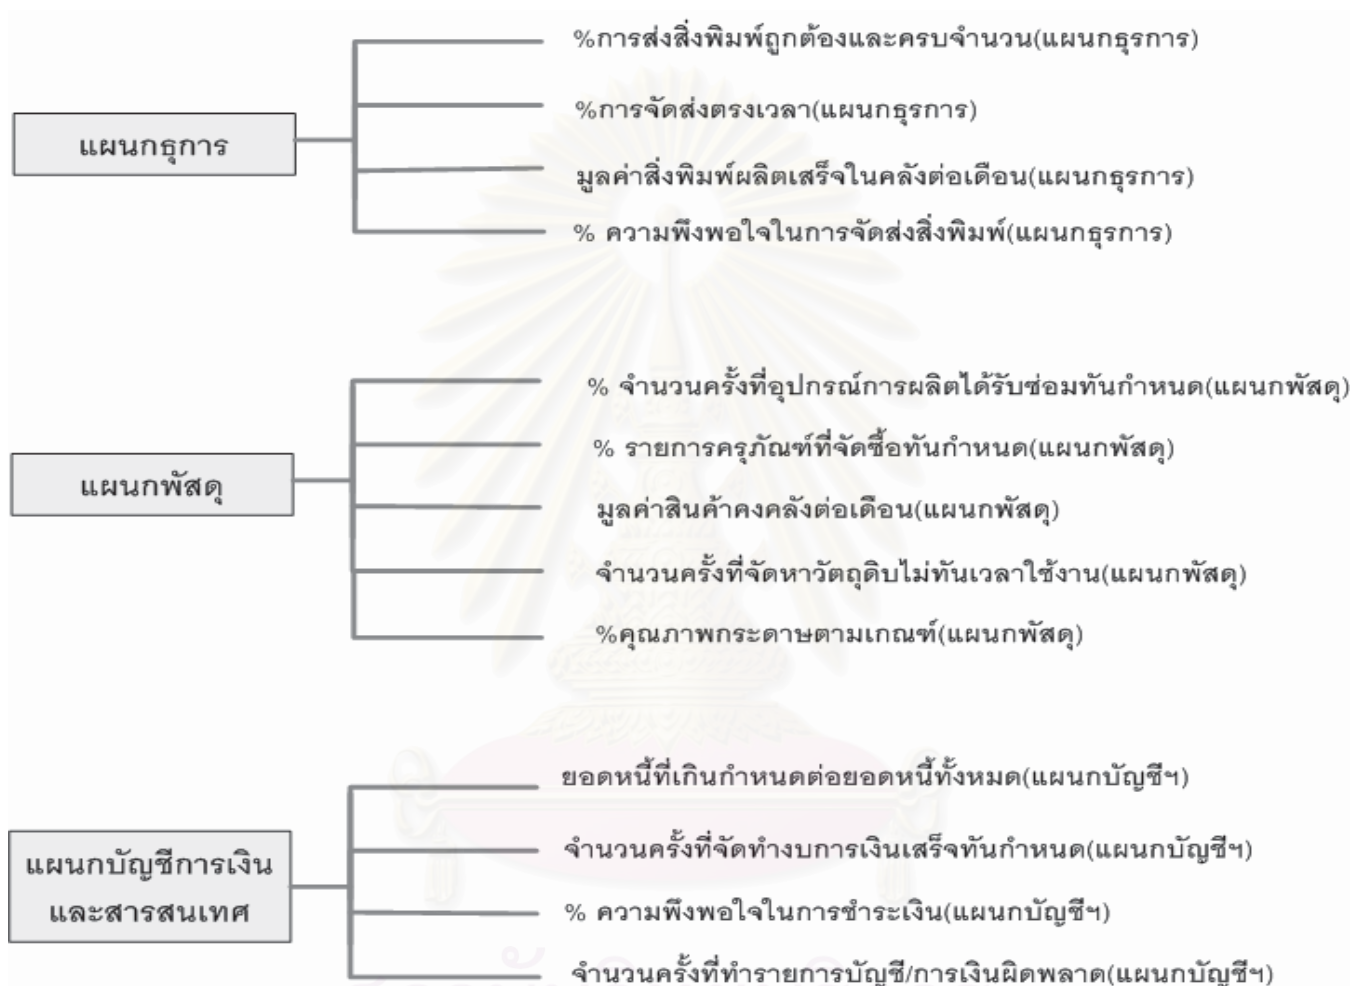 %การส่งสิ่งพิมพ์ถูกต้องและครบจำนวน(แผนกธุรการ)
%การจัดส่งตรงเวลา(แผนกธุรการ)
แผนกธุการ
มูลค่าสิ่งพิมพ์ผลิตเสร็จในคลังต่อเดือน(แผนกธุรการ)
% ความพึงพอใจในการจัดส่งสิ่งพิมพ์(แผนกธุรการ)
% จำนวนครั้งที่อุปกรณ์การผลิตได้รับซ่อมทันกำหนด(แผนกพัสดุ)
% รายการครุภัณฑ์ที่จัดซื้อทันกำหนด(แผนกพัสดุ)
แผนกพัสดุ
มูลค่าสินค้าคงคลังต่อเดือน(แผนกพัสดุ)
จำนวนครั้งที่จัดหาวัตถุดิบไม่ทันเวลาใช้งาน(แผนกพัสดุ)
%คุณภาพกระดาษตามเกณฑ์(แผนกพัสดุ)
ยอดหนี้ที่เกินกำหนดต่อยอดหนี้ทั้งหมด(แผนกบัญชีฯ)
จำนวนครั้งที่จัดทำงบการเงินเสร็จทันกำหนด(แผนกบัญชีฯ)
แผนกบัญชีการเงิน
และสารสนเทศ
% ความพึงพอใจในการชำระเงิน(แผนกบัญชีฯ)
จำนวนครั้งที่ทำรายการบัญชี/การเงินผิดพลาด(แผนกบัญชีฯ)